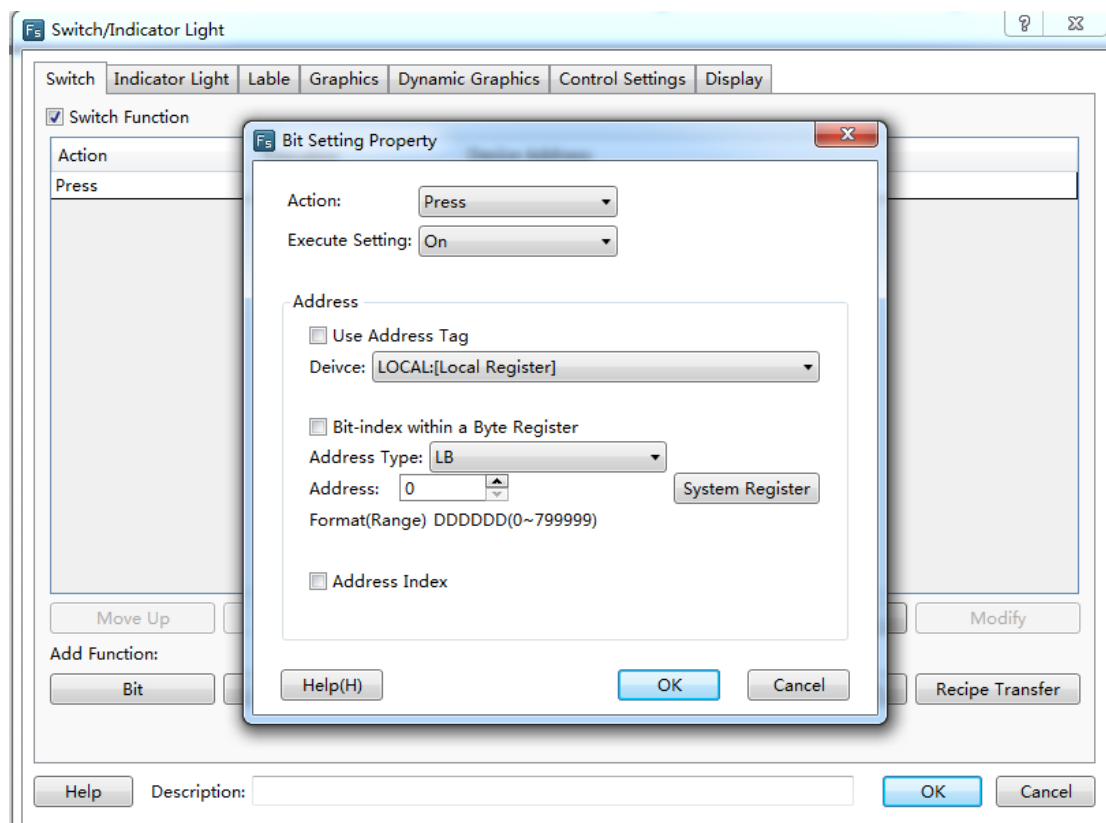 Fs Switch/Indicator Light
Switch Indicator Light Lable Graphics Dynamic Graphics Control Settings Display
Switch Function
Action
Press
Fs Bit Setting Property
Action: Press
Execute Setting: On
Address
Use Address Tag
Deivce: LOCAL:[Local Register]
Bit-index within a Byte Register
Address Type: LB
Address: 0 System Register
Format(Range) DDDDDD(0~799999)
Address Index
Help(H) OK Cancel
Move Up Modify
Add Function:
Bit Recipe Transfer
Help Description: OK Cancel